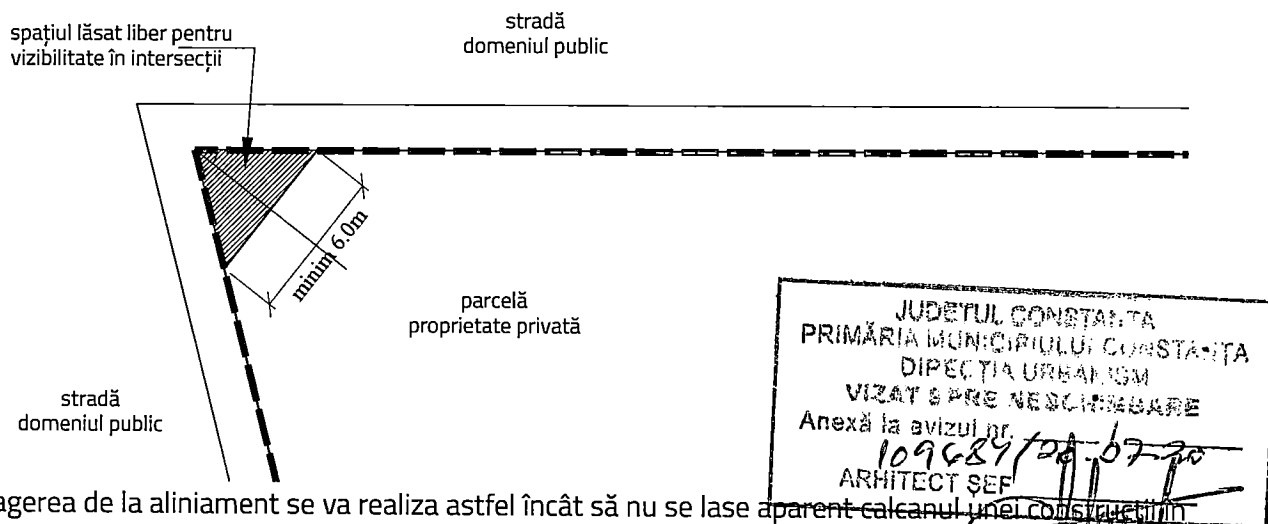 stradă
domeniul public
spațiul lăsat liber pentru
vizibilitate în intersecții
minim 6.0m
parcelă
proprietate privată
stradă
domeniul public
JUDETUL CONSTANTA
PRIMĂRIA MUNICIPIULUI CONSTANȚA
DIRECȚIA URBANISM
VIZAT SPRE NESCHIMBARE
Anexă la avizul nr.
ARHITECT ȘEF
agerea de la aliniament se va realiza astfel încât să nu se lase aparent calcanul unei construcții în